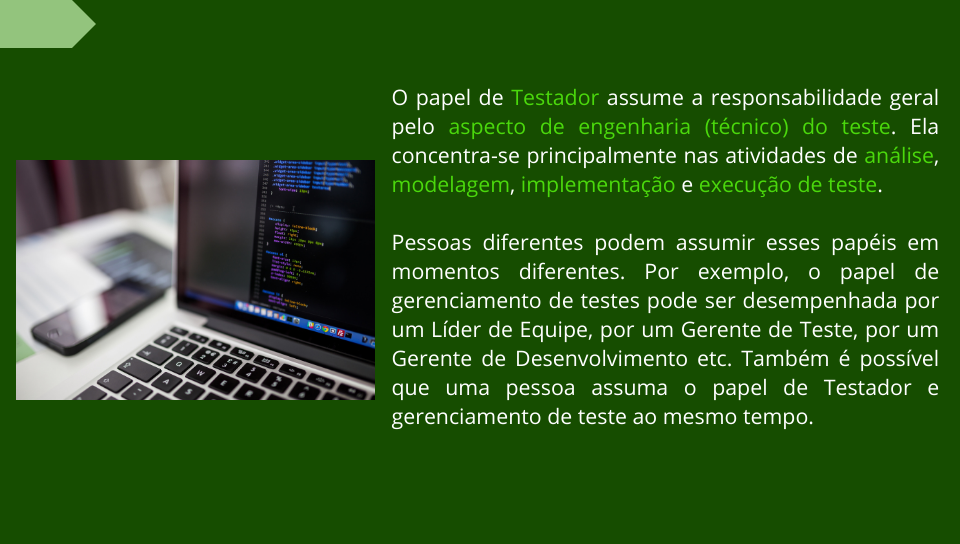 O papel de Testador assume a responsabilidade geral
pelo aspecto de engenharia (técnico) do teste. Ela
concentra-se principalmente nas atividades de análise,
modelagem, implementação e execução de teste.
Pessoas diferentes podem assumir esses papéis em
momentos diferentes. Por exemplo, o papel de
gerenciamento de testes pode ser desempenhada por
um Líder de Equipe, por um Gerente de Teste, por um
Gerente de Desenvolvimento etc. Também é possível
que uma pessoa assuma o papel de Testador e
gerenciamento de teste ao mesmo tempo.